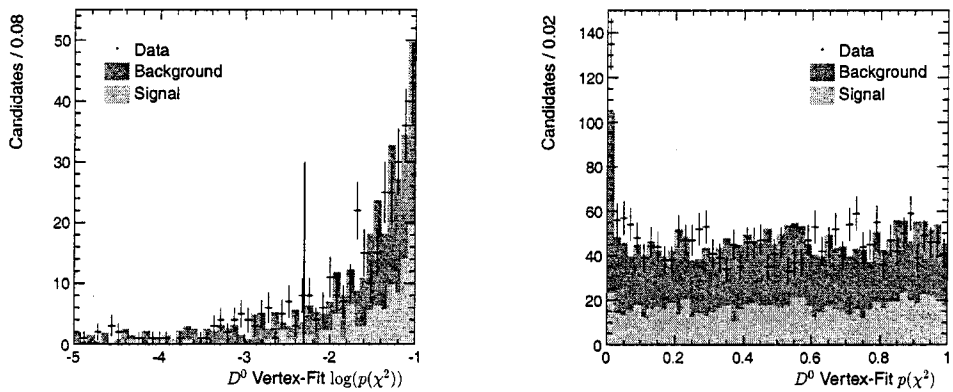 Candidates / 0.08
50
40
30
20
10
0
Data
Background
Signal
-5
-4
-3
-2
-1
D⁰ Vertex-Fit log(p(χ²))
Candidates / 0.02
140
120
100
80
60
40
20
0
Data
Background
Signal
0
0.2
0.4
0.6
0.8
1
D⁰ Vertex-Fit p(χ²)